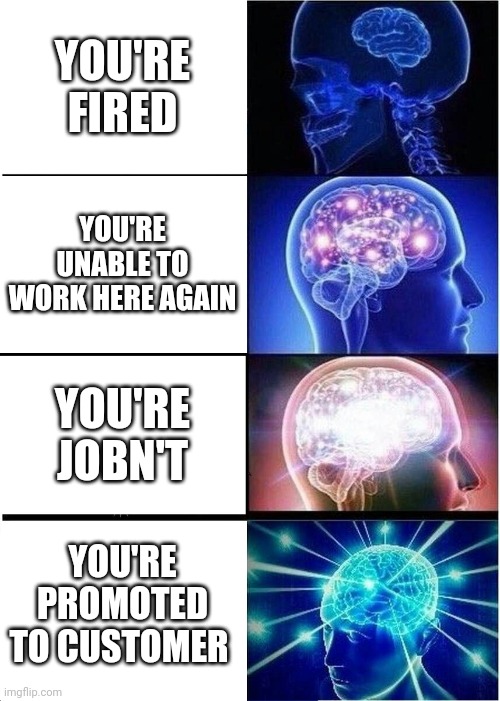 YOU'RE
FIRED
YOU'RE
UNABLE TO
WORK HERE AGAIN
YOU'RE
JOBN'T
YOU'RE
PROMOTED
TO CUSTOMER
imgflip.com